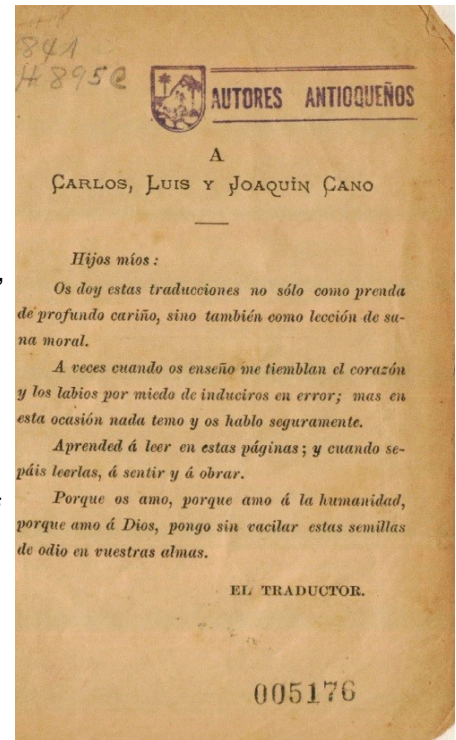 841
H895c
AUTORES ANTIOQUEÑOS
A
CARLOS, LUIS Y JOAQUÍN CANO
Hijos míos :
Os doy estas traducciones no sólo como prenda
de profundo cariño, sino también como lección de sa-
na moral.
A veces cuando os enseño me tiemblan el corazón
y los labios por miedo de induciros en error; mas en
esta ocasión nada temo y os hablo seguramente.
Aprended á leer en estas páginas; y cuando se-
páis leerlas, á sentir y á obrar.
Porque os amo, porque amo á la humanidad,
porque amo á Dios, pongo sin vacilar estas semillas
de odio en vuestras almas.
EL TRADUCTOR.
005176